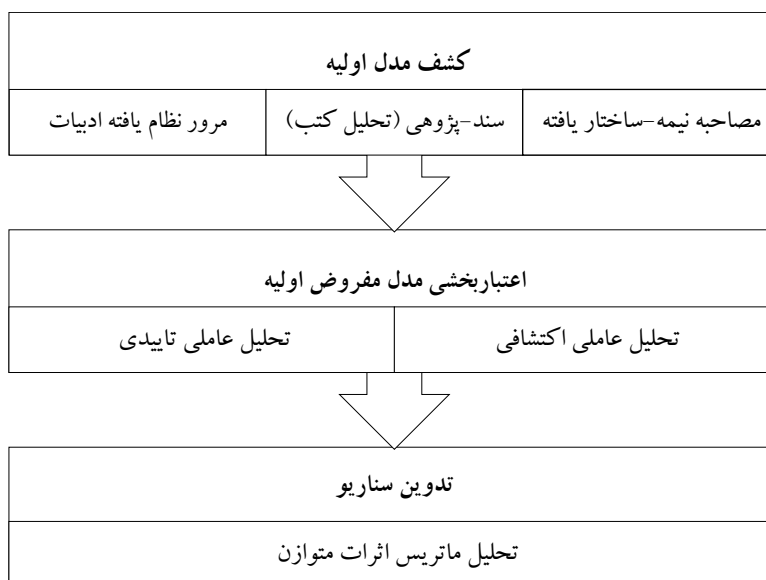 کشف مدل اولیه
مصاحبه نیمه-ساختار یافته
سند-پژوهی (تحلیل کتب)
مرور نظام یافته ادبیات
اعتباربخشی مدل مفروض اولیه
تحلیل عاملی اکتشافی
تحلیل عاملی تاییدی
تدوین سناریو
تحلیل ماتریس اثرات متوازن